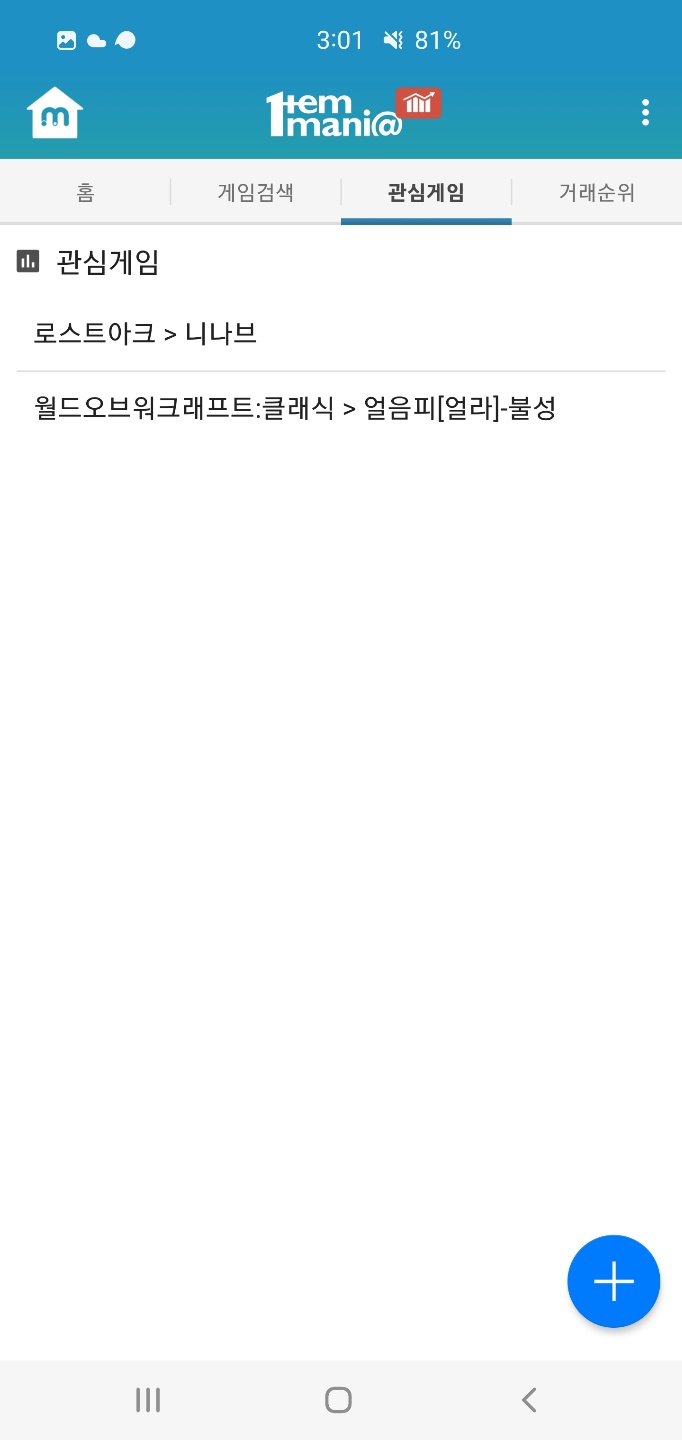 3:01 81%
m
Item
mani@
홈 게임검색 관심게임 거래순위
관심게임
로스트아크 > 니나브
월드오브워크래프트:클래식 > 얼음피[얼라]-불성